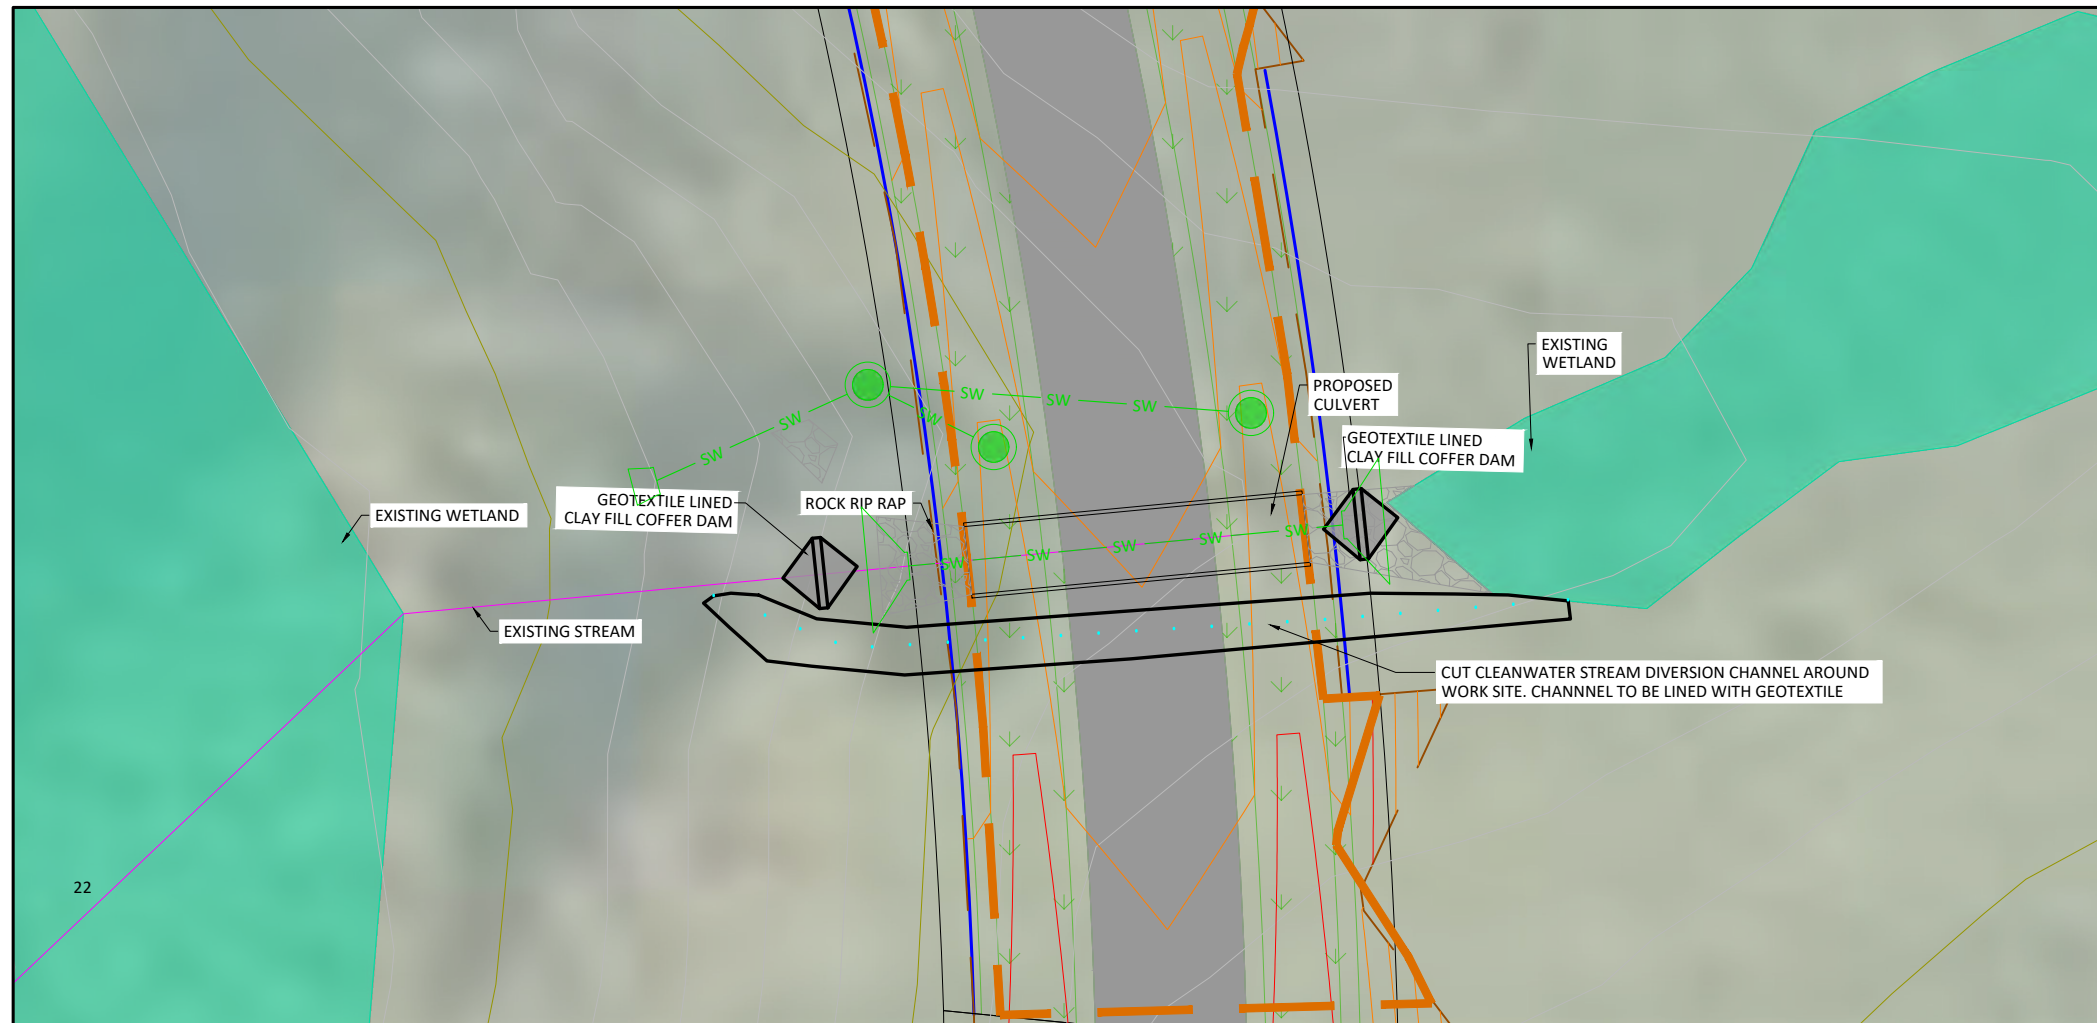 EXISTING
WETLAND
PROPOSED
CULVERT
SW
SW
SW
SW
SW
SW
GEOTEXTILE LINED
CLAY FILL COFFER DAM
GEOTEXTILE LINED
CLAY FILL COFFER DAM
ROCK RIP RAP
EXISTING WETLAND
SW
SW
SW
SW
SW
EXISTING STREAM
CUT CLEANWATER STREAM DIVERSION CHANNEL AROUND
WORK SITE. CHANNNEL TO BE LINED WITH GEOTEXTILE
22